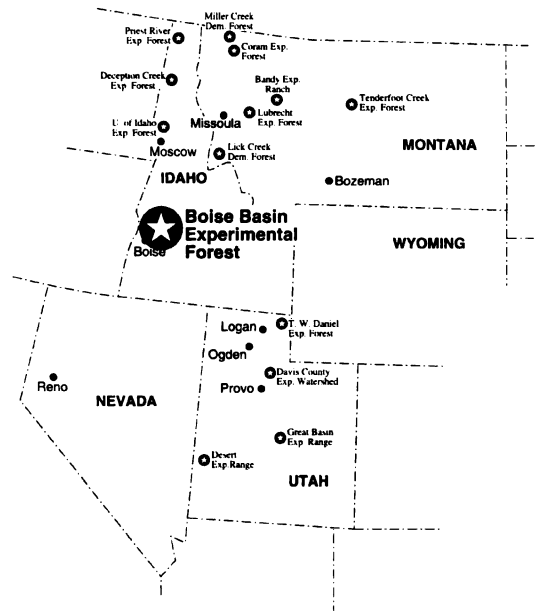 Miller Creek
Dem. Forest
Priest River
Exp. Forest
Coram Exp.
Forest
Deception Creek
Exp. Forest
Bandy Exp.
Ranch
Tenderfoot Creek
Exp. Forest
Lubrecht
Exp. Forest
Missoula
U. of Idaho
Exp. Forest
Moscow
Lick Creek
Dem. Forest
MONTANA
IDAHO
Bozeman
Boise Basin
Experimental
Forest
Boise
WYOMING
Logan
T. W. Daniel
Exp. Forest
Ogden
Davis County
Exp. Watershed
Provo
Reno
NEVADA
Great Basin
Exp. Range
Desert
Exp.Range
UTAH